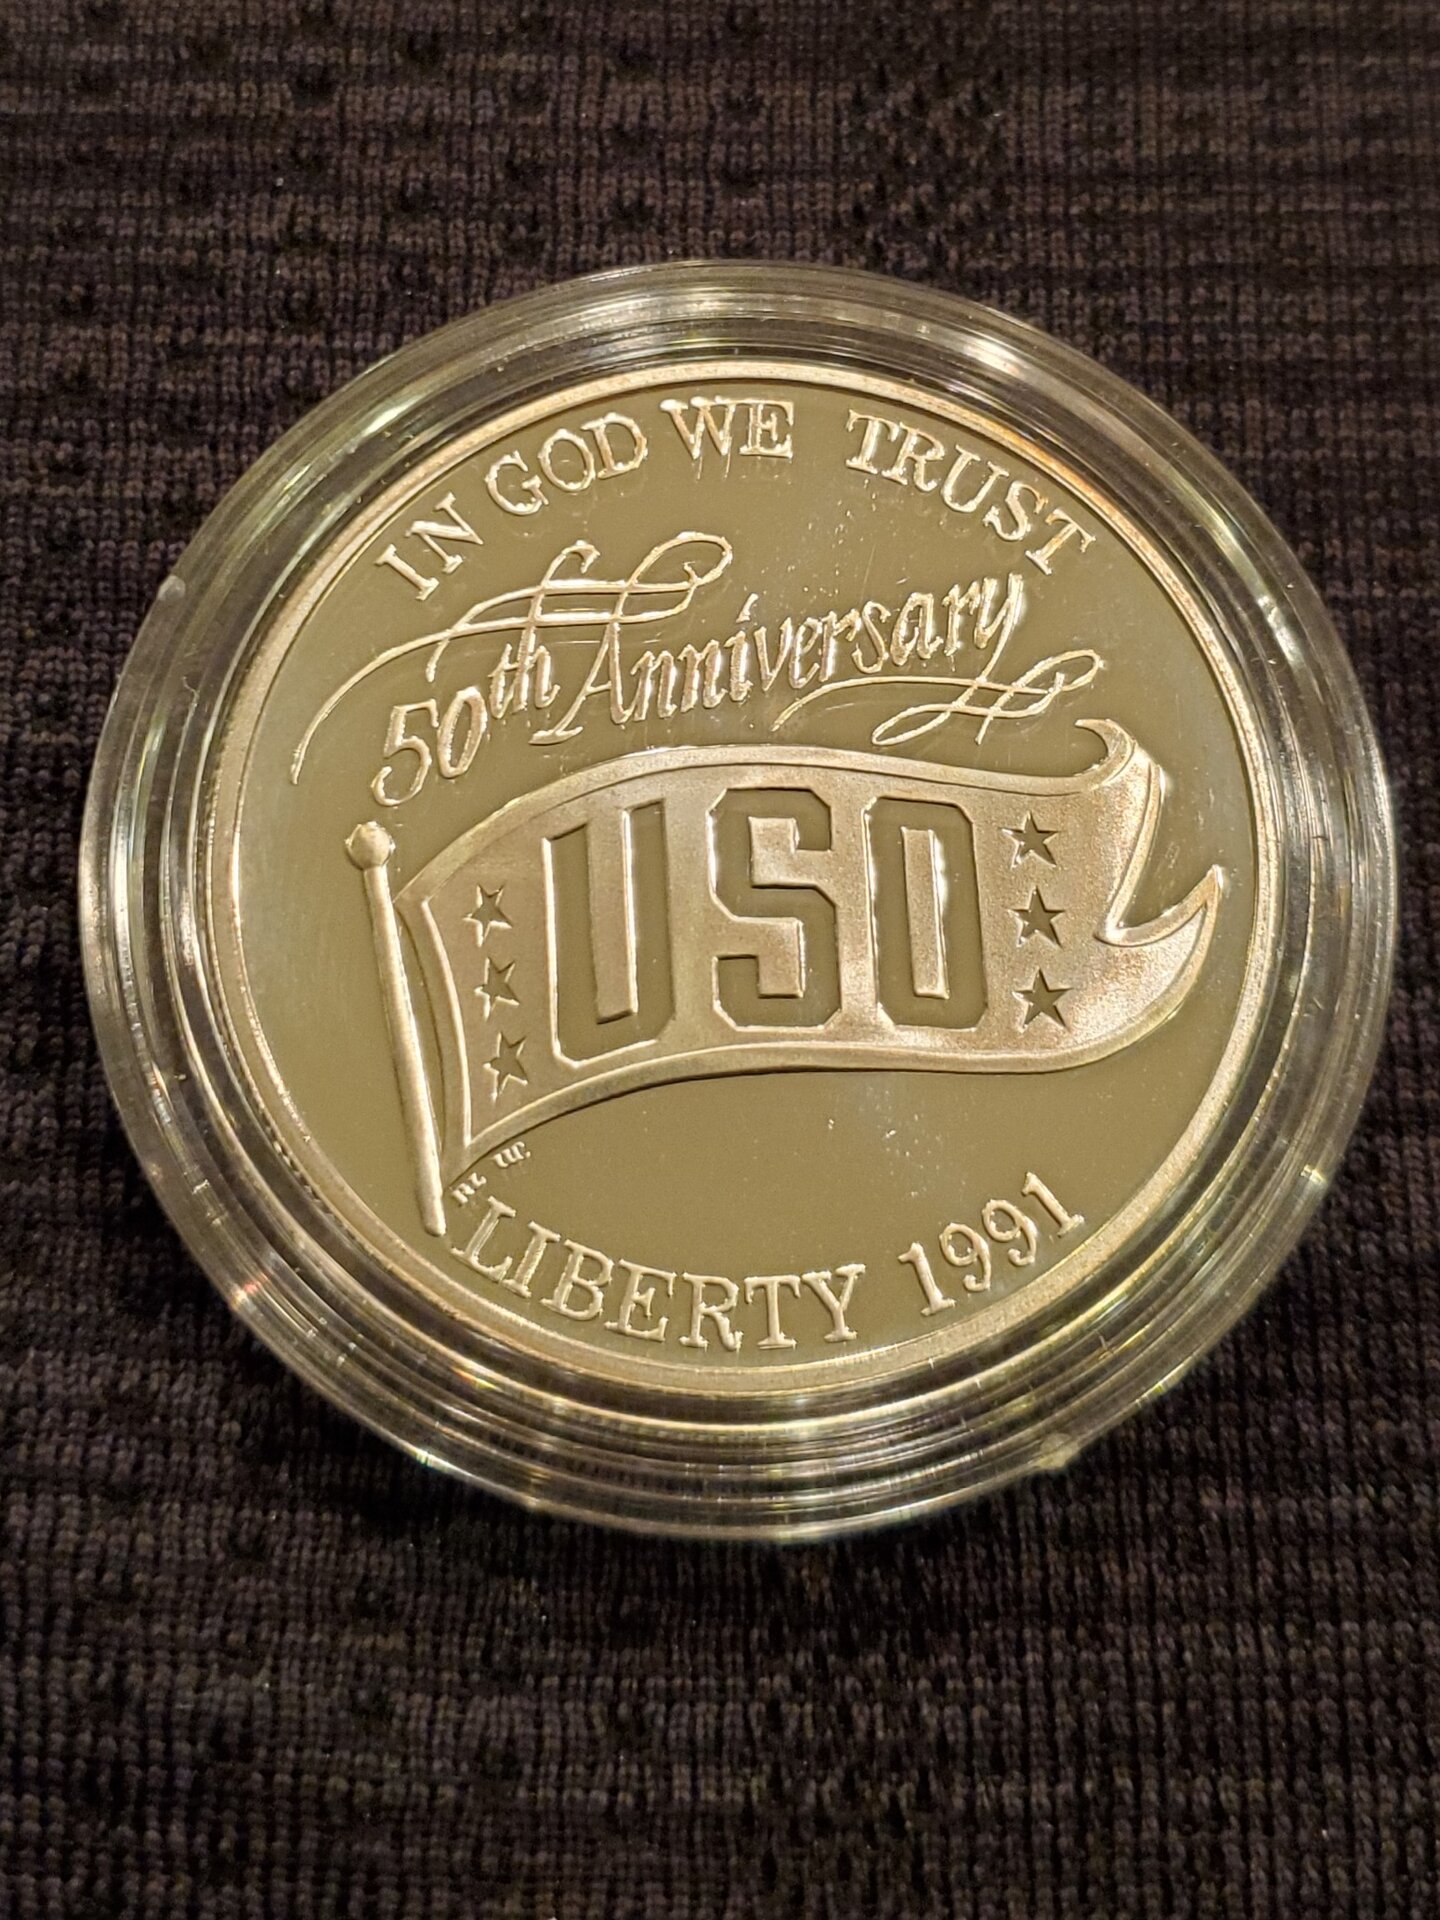 IN GOD WE TRUST
50th Anniversary
USO
LIBERTY 1991